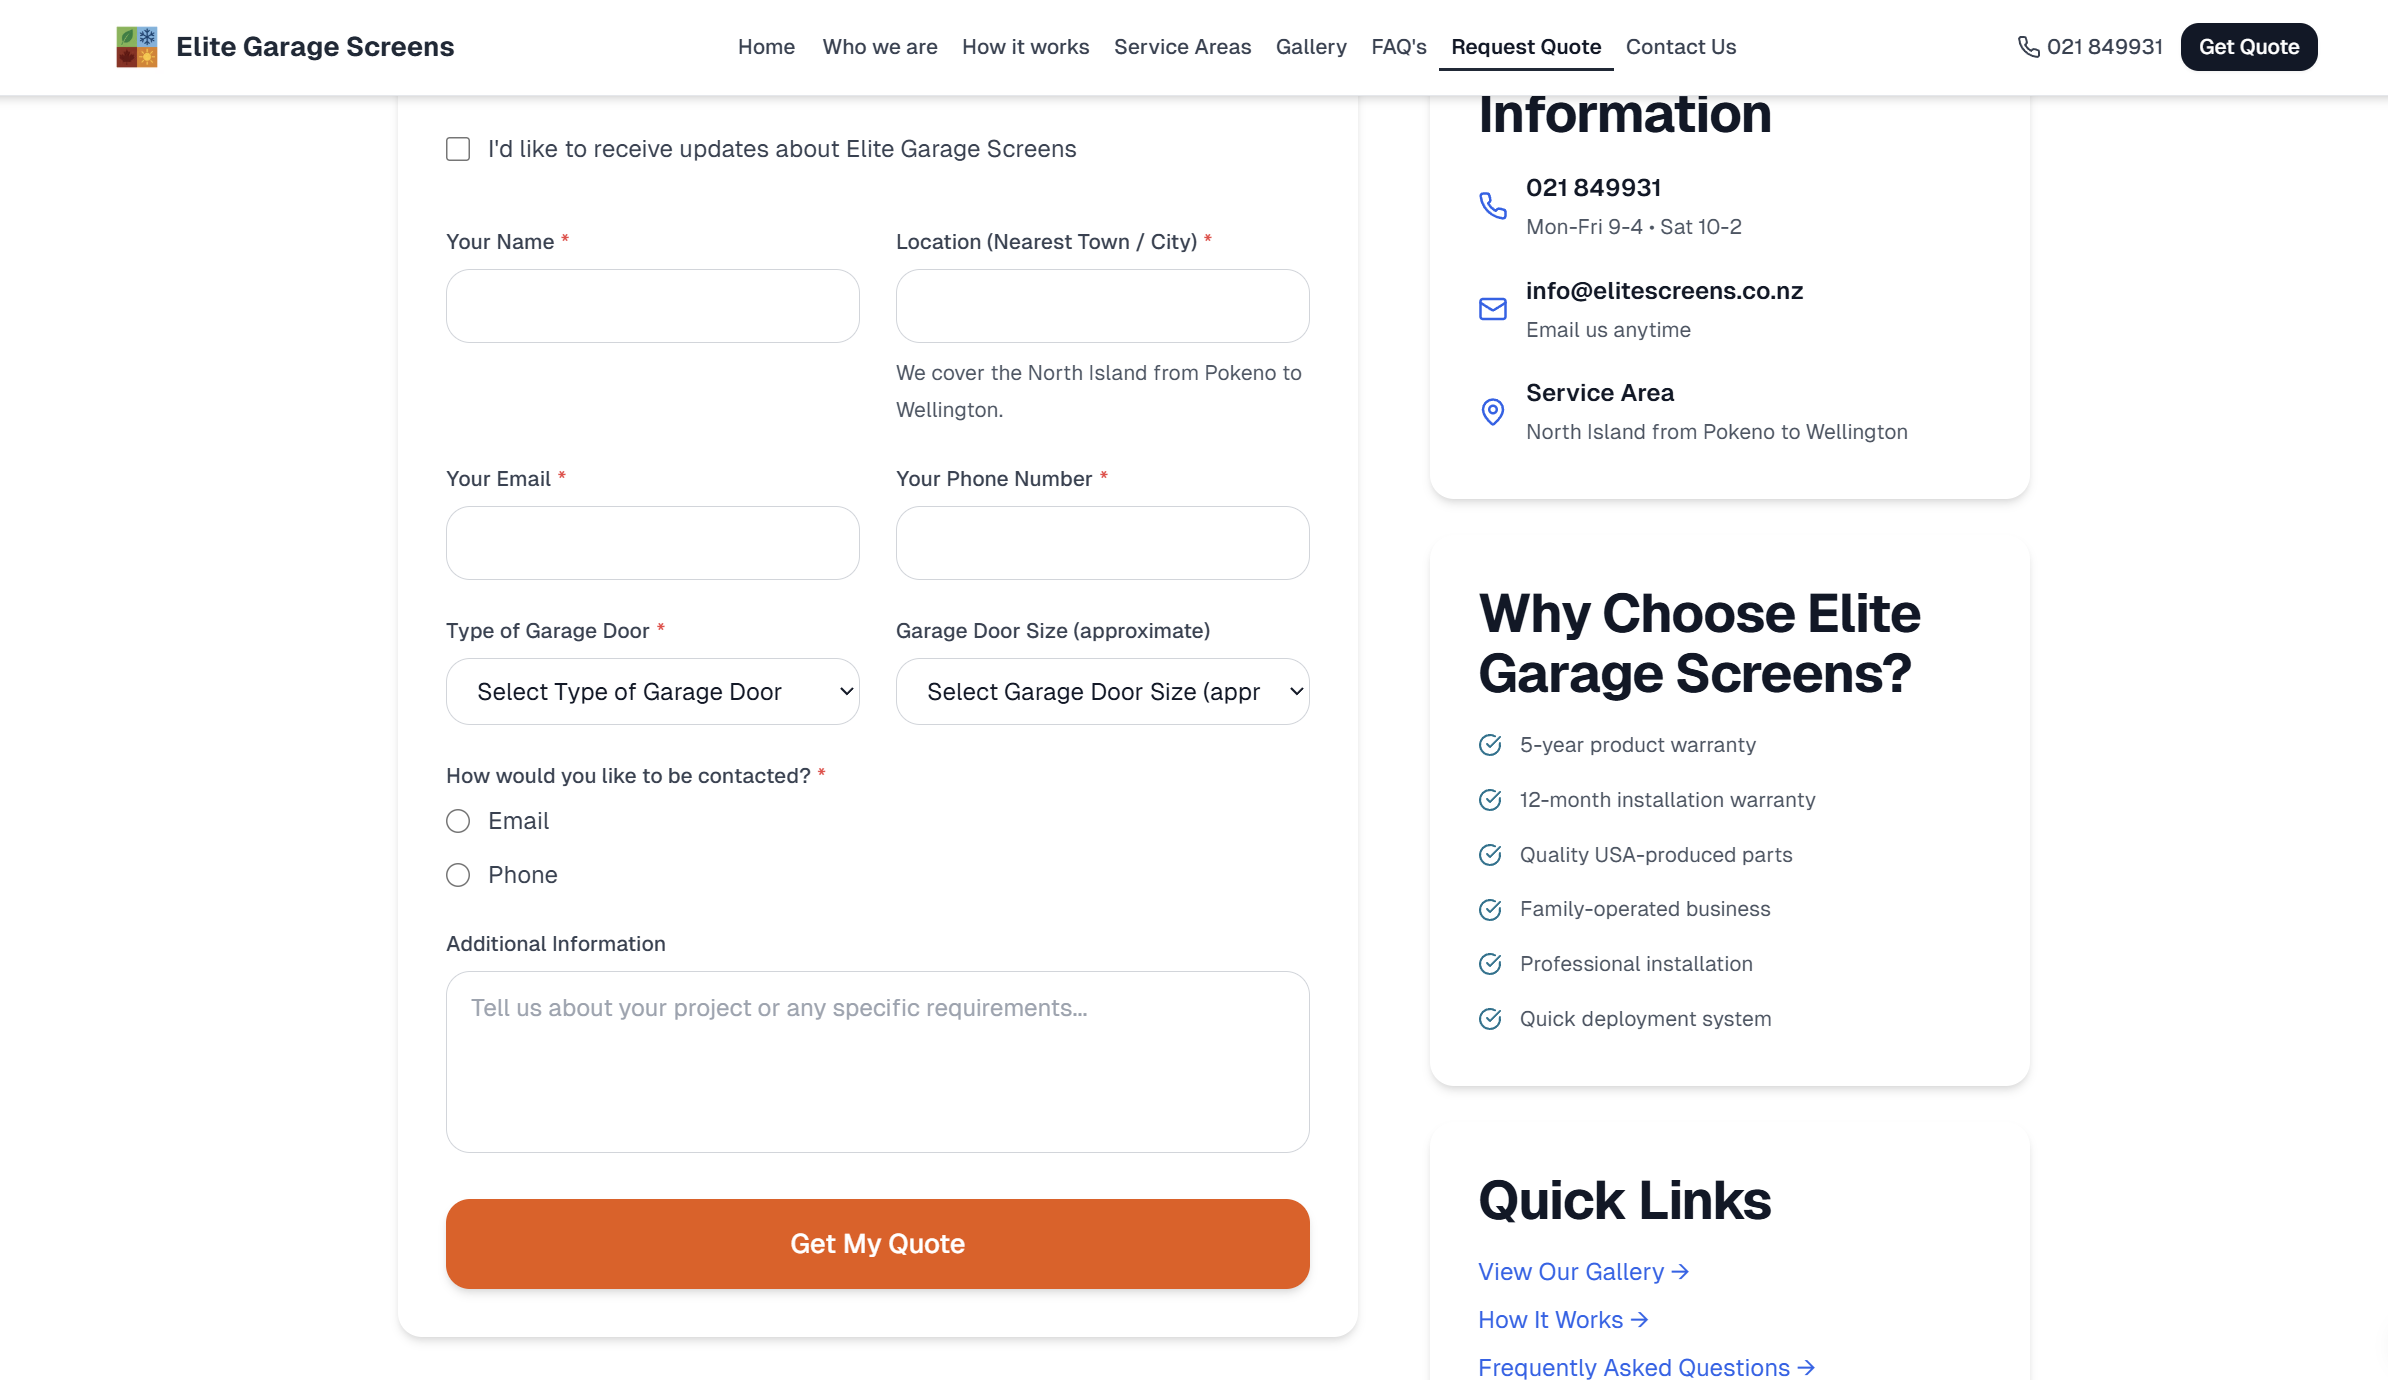 Elite Garage Screens
Home
Who we are
How it works
Service Areas
Gallery
FAQ's
Request Quote
Contact Us
021 849931
Get Quote
I'd like to receive updates about Elite Garage Screens
Your Name *
Location (Nearest Town / City) *
We cover the North Island from Pokeno to
Wellington.
Your Email *
Your Phone Number *
Type of Garage Door *
Select Type of Garage Door
Garage Door Size (approximate)
Select Garage Door Size (appr
How would you like to be contacted? *
Email
Phone
Additional Information
Tell us about your project or any specific requirements...
Get My Quote
Information
021 849931
Mon-Fri 9-4 • Sat 10-2
info@elitescreens.co.nz
Email us anytime
Service Area
North Island from Pokeno to Wellington
Why Choose Elite
Garage Screens?
5-year product warranty
12-month installation warranty
Quality USA-produced parts
Family-operated business
Professional installation
Quick deployment system
Quick Links
View Our Gallery →
How It Works →
Frequently Asked Questions →